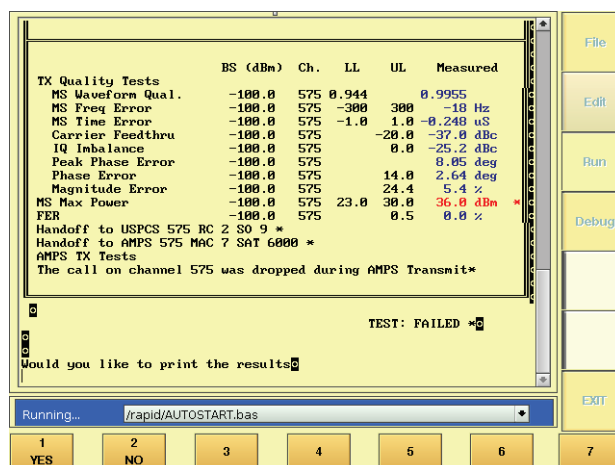 BS (dBm) Ch. LL UL Measured
TX Quality Tests
MS Waveform Qual. -100.0 575 0.944 0.9955
MS Freq Error -100.0 575 -300 300 -18 Hz
MS Time Error -100.0 575 -1.0 1.0 -0.248 uS
Carrier Feedthru -100.0 575 -20.0 -37.0 dBc
IQ Imbalance -100.0 575 0.0 -25.2 dBc
Peak Phase Error -100.0 575 8.05 deg
Phase Error -100.0 575 14.0 2.64 deg
Magnitude Error -100.0 575 24.4 5.4 %
MS Max Power -100.0 575 23.0 30.0 36.0 dBm *
FER -100.0 575 0.5 0.0 %
Handoff to USPCS 575 RC 2 SO 9 *
Handoff to AMPS 575 MAC 7 SAT 6000 *
AMPS TX Tests
The call on channel 575 was dropped during AMPS Transmit*
TEST: FAILED *
Would you like to print the results
Running... /rapid/AUTOSTART.bas
File
Edit
Run
Debug
EXIT
1 2 3 4 5 6 7
YES NO